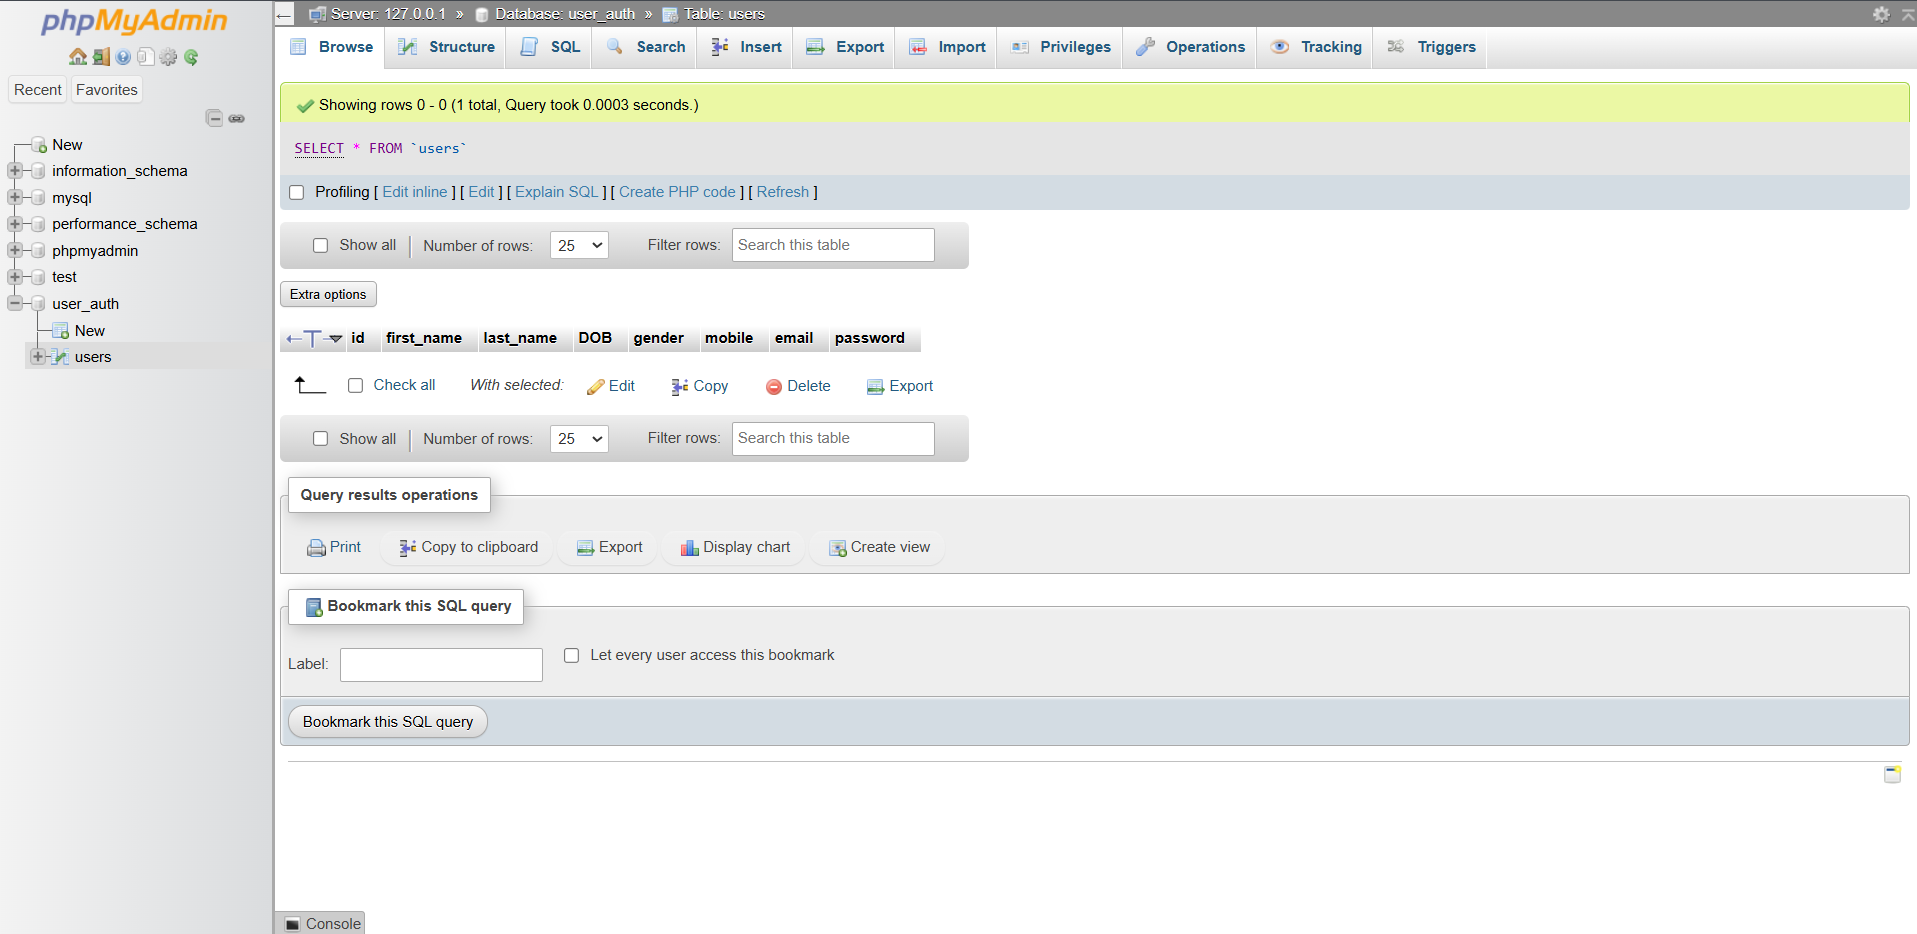 phpMyAdmin
Recent Favorites
New
information_schema
mysql
performance_schema
phpmyadmin
test
user_auth
New
users
Server: 127.0.0.1 » Database: user_auth » Table: users
Browse Structure SQL Search Insert Export Import Privileges Operations Tracking Triggers
Showing rows 0 - 0 (1 total, Query took 0.0003 seconds.)
SELECT * FROM `users`
Profiling [ Edit inline ] [ Edit ] [ Explain SQL ] [ Create PHP code ] [ Refresh ]
Show all Number of rows: 25 Filter rows: Search this table
Extra options
id first_name last_name DOB gender mobile email password
Check all With selected: Edit Copy Delete Export
Show all Number of rows: 25 Filter rows: Search this table
Query results operations
Print Copy to clipboard Export Display chart Create view
Bookmark this SQL query
Label: Let every user access this bookmark
Bookmark this SQL query
Console